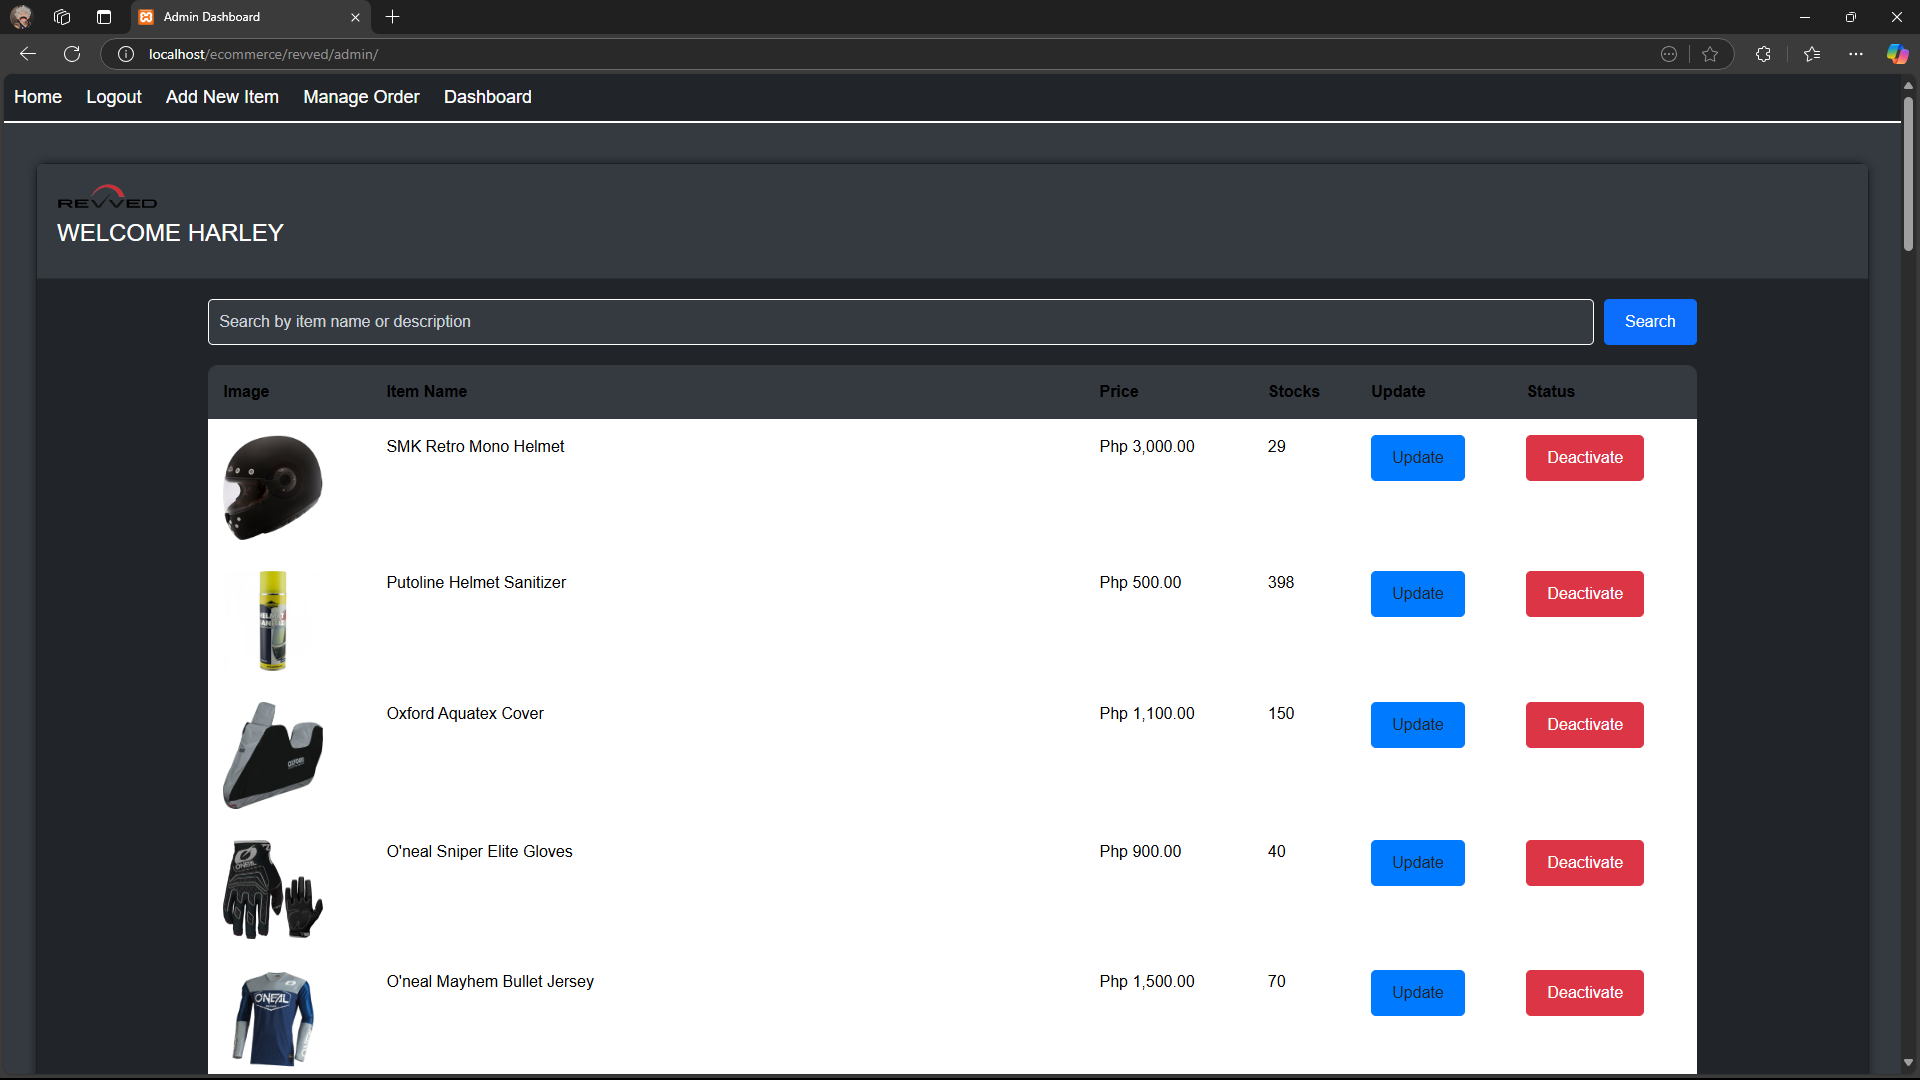 Admin Dashboard
localhost/ecommerce/revved/admin/
Home Logout Add New Item Manage Order Dashboard
REVVED
WELCOME HARLEY
Search by item name or description Search
Image Item Name Price Stocks Update Status
SMK Retro Mono Helmet Php 3,000.00 29 Update Deactivate
Putoline Helmet Sanitizer Php 500.00 398 Update Deactivate
Oxford Aquatex Cover Php 1,100.00 150 Update Deactivate
OXFORD
O'neal Sniper Elite Gloves Php 900.00 40 Update Deactivate
O'NEAL
O'neal Mayhem Bullet Jersey Php 1,500.00 70 Update Deactivate
O'NEAL